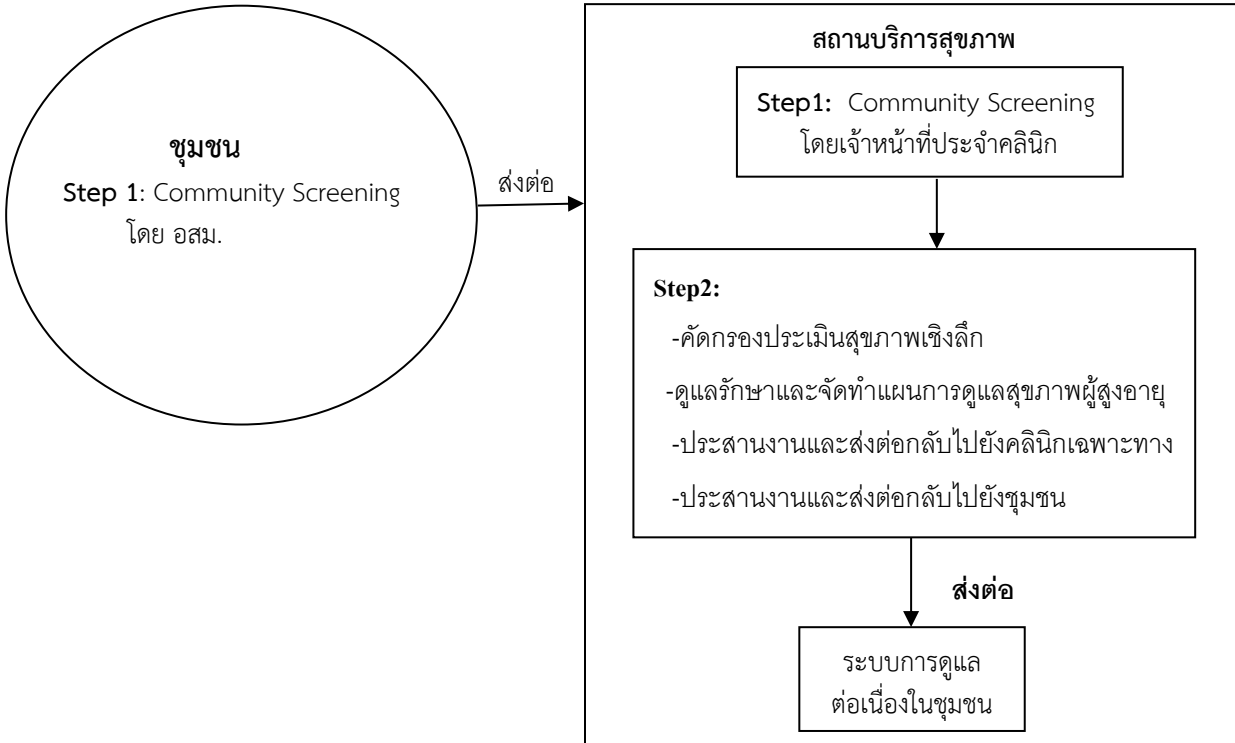 ชุมชน
Step 1: Community Screening
โดย อสม.
ส่งต่อ
สถานบริการสุขภาพ
Step1: Community Screening
โดยเจ้าหน้าที่ประจำคลินิก
Step2:
-คัดกรองประเมินสุขภาพเชิงลึก
-ดูแลรักษาและจัดทำแผนการดูแลสุขภาพผู้สูงอายุ
-ประสานงานและส่งต่อกลับไปยังคลินิกเฉพาะทาง
-ประสานงานและส่งต่อกลับไปยังชุมชน
ส่งต่อ
ระบบการดูแล
ต่อเนื่องในชุมชน